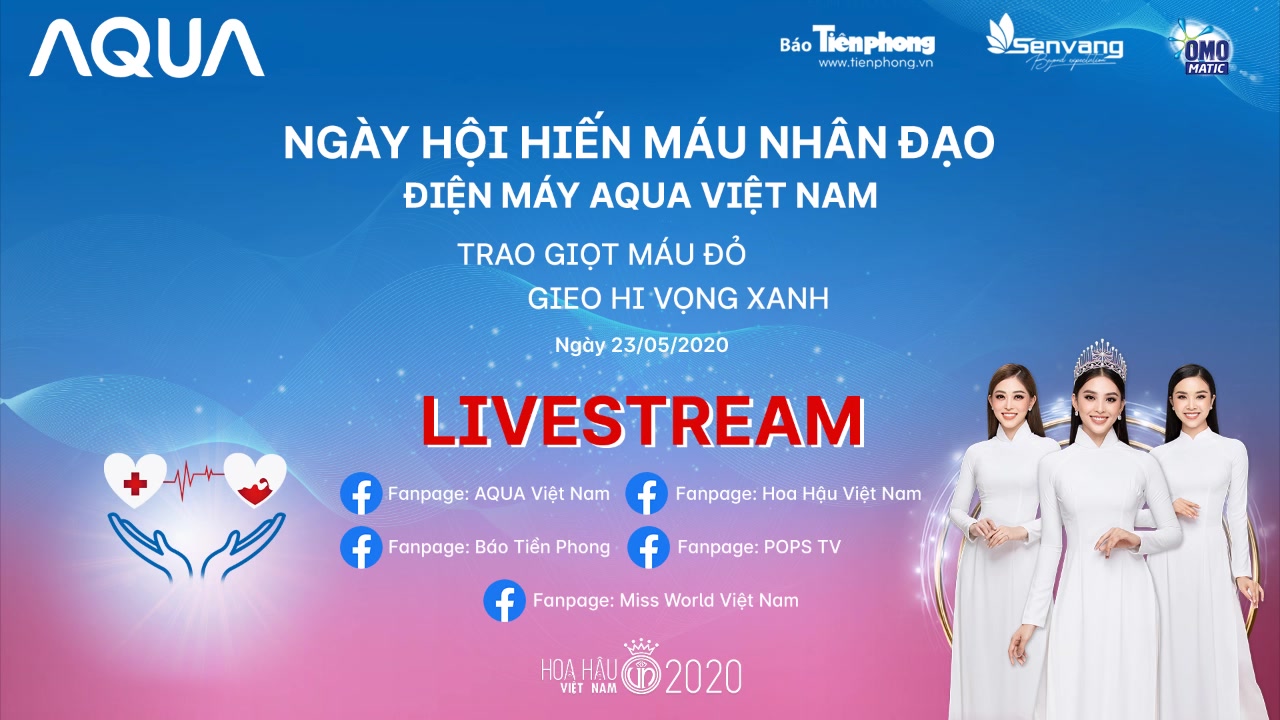 AQUA
Báo Tiênphong
www.tienphong.vn
Senvang
Beyond expectation
OMO
MATIC
NGÀY HỘI HIẾN MÁU NHÂN ĐẠO
ĐIỆN MÁY AQUA VIỆT NAM
TRAO GIỌT MÁU ĐỎ
GIEO HI VỌNG XANH
Ngày 23/05/2020
LIVESTREAM
Fanpage: AQUA Việt Nam
Fanpage: Hoa Hậu Việt Nam
Fanpage: Báo Tiền Phong
Fanpage: POPS TV
Fanpage: Miss World Việt Nam
HOA HẬU
VIỆT NAM
2020